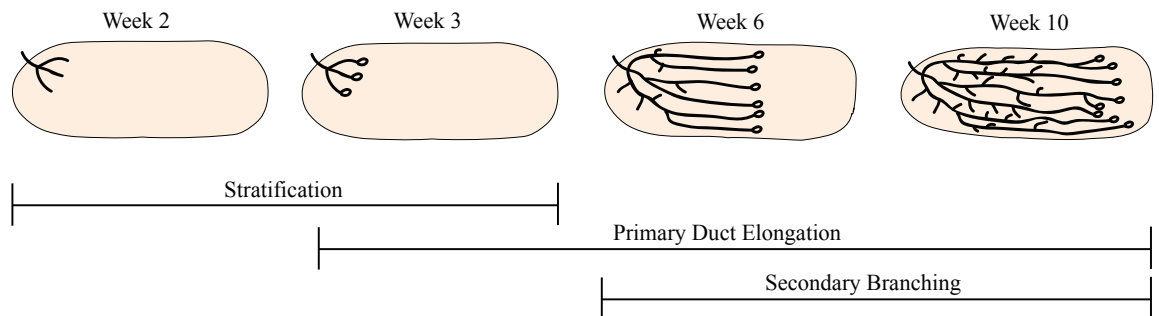 Week 2
Week 3
Week 6
Week 10
Stratification
Primary Duct Elongation
Secondary Branching